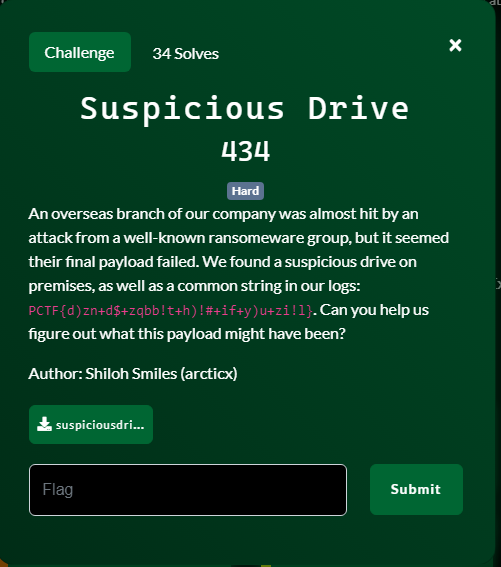 Challenge 34 Solves ×
Suspicious Drive
434
Hard
An overseas branch of our company was almost hit by an
attack from a well-known ransomeware group, but it seemed
their final payload failed. We found a suspicious drive on
premises, as well as a common string in our logs:
PCTF{d)zn+d$+zqbb!t+h)!#+if+y)u+zi!l}. Can you help us
figure out what this payload might have been?
Author: Shiloh Smiles (arcticx)
suspiciousdri...
Flag
Submit